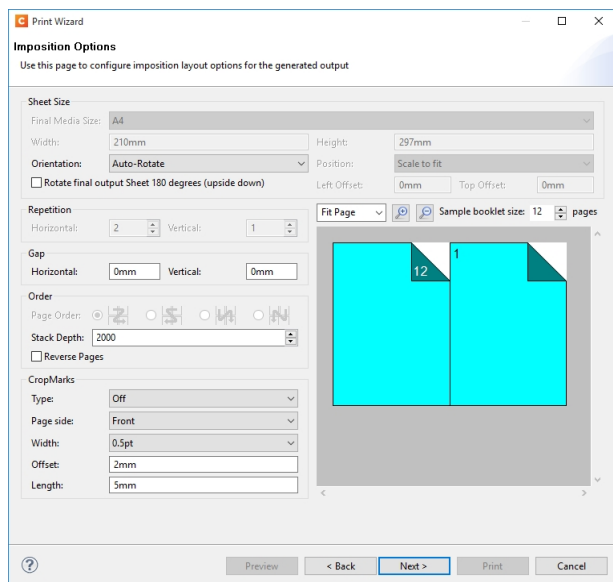 C Print Wizard
Imposition Options
Use this page to configure imposition layout options for the generated output
Sheet Size
Final Media Size: A4
Width: 210mm Height: 297mm
Orientation: Auto-Rotate Position: Scale to fit
Rotate final output Sheet 180 degrees (upside down) Left Offset: 0mm Top Offset: 0mm
Repetition
Horizontal: 2 Vertical: 1
Fit Page Sample booklet size: 12 pages
Gap
Horizontal: 0mm Vertical: 0mm
12 1
Order
Page Order:
Stack Depth: 2000
Reverse Pages
CropMarks
Type: Off
Page side: Front
Width: 0.5pt
Offset: 2mm
Length: 5mm
? Preview < Back Next > Print Cancel